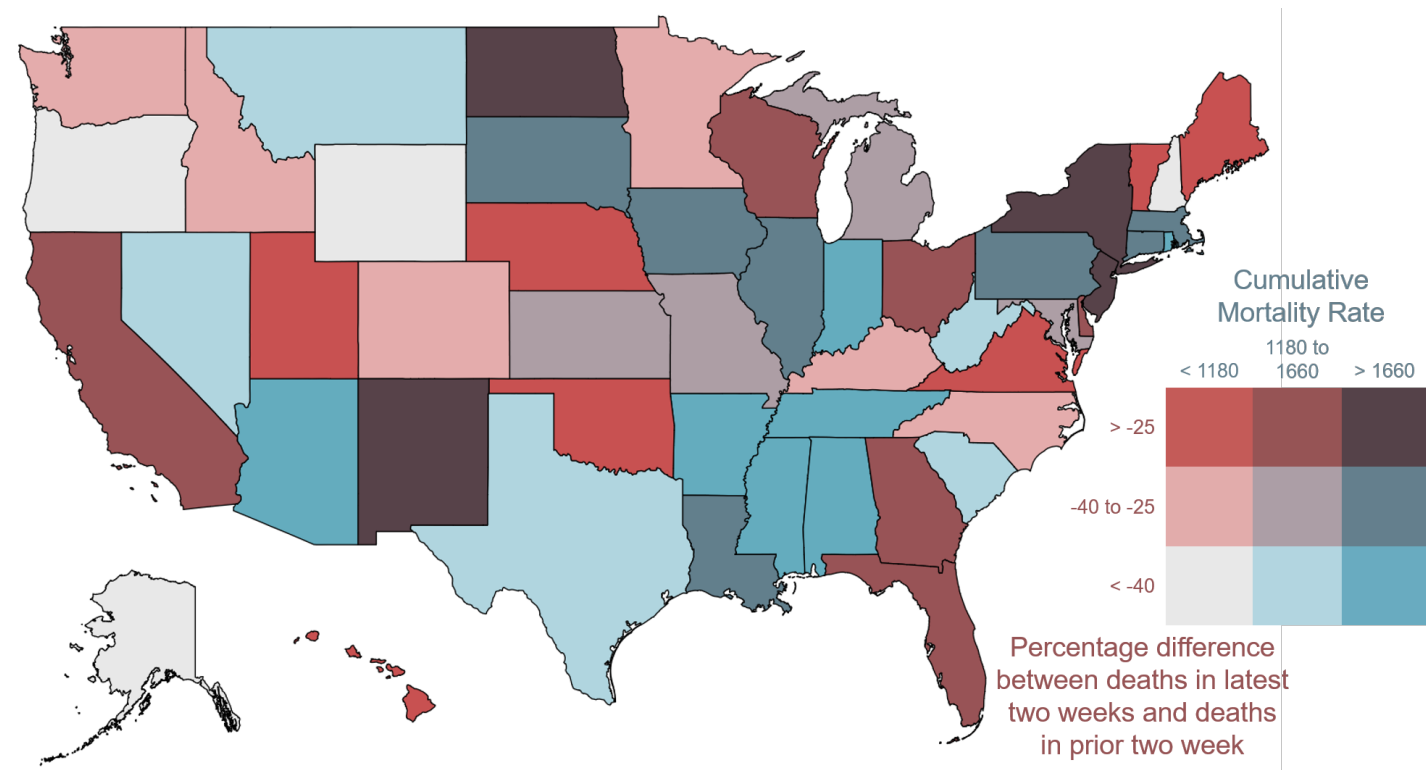 Cumulative
Mortality Rate
1180 to
< 1180 1660 > 1660
> -25
-40 to -25
< -40
Percentage difference
between deaths in latest
two weeks and deaths
in prior two week